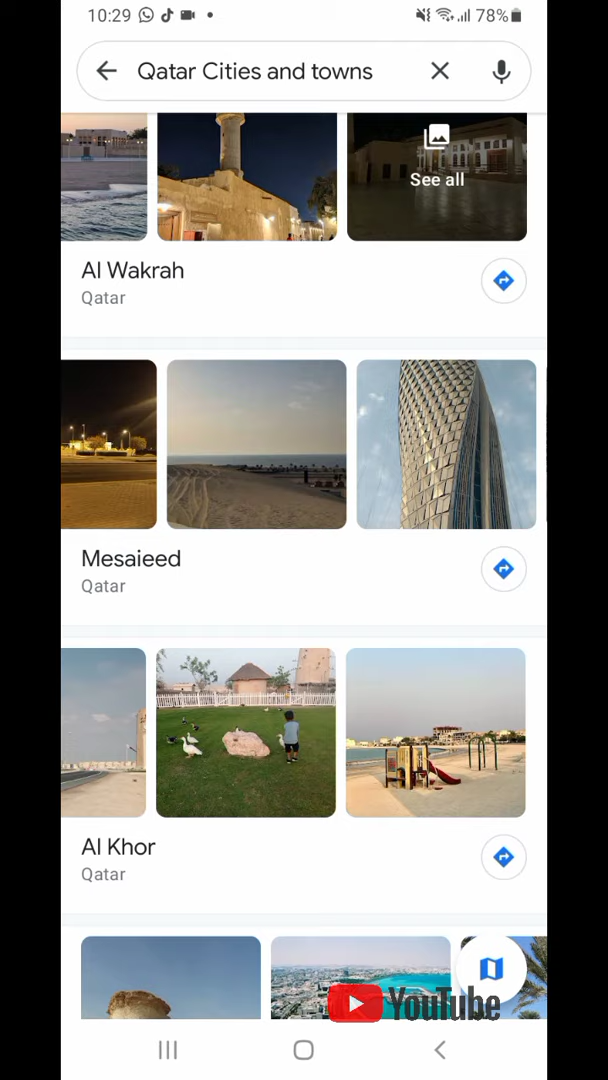 10:29
78%
Qatar Cities and towns
See all
Al Wakrah
Qatar
Mesaieed
Qatar
Al Khor
Qatar
YouTube